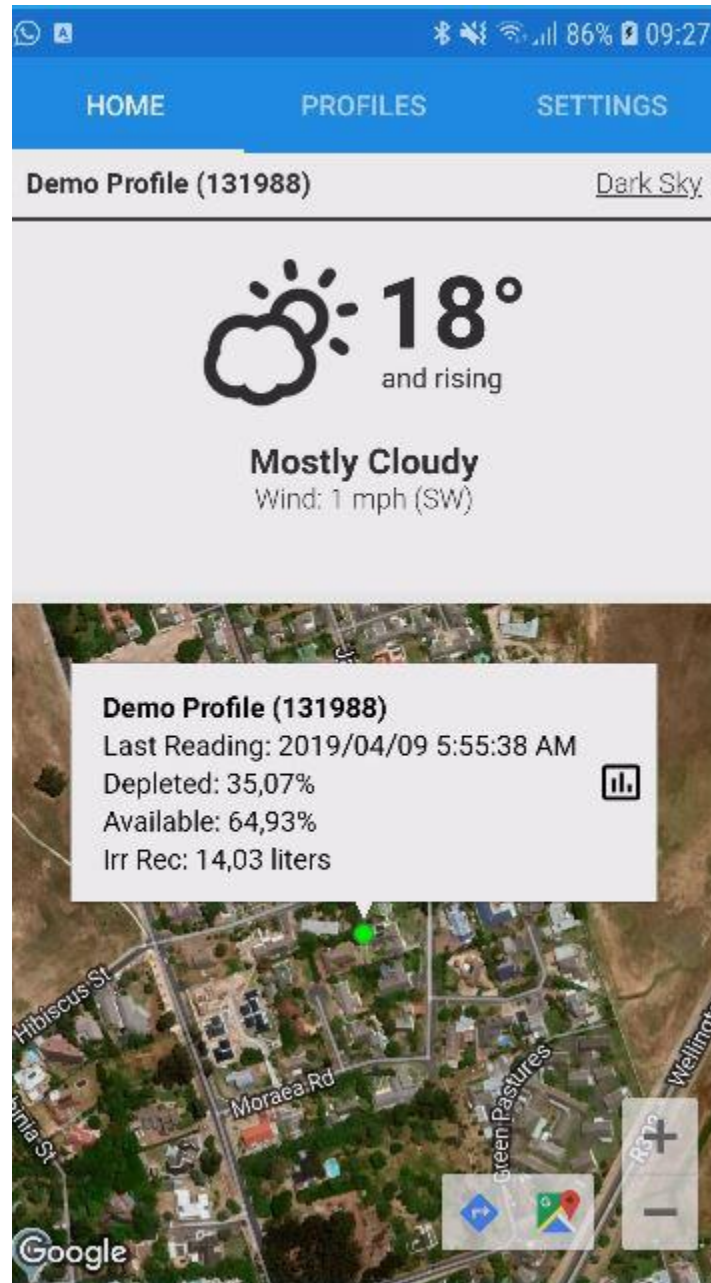 86% 09:27
HOME PROFILES SETTINGS
Demo Profile (131988) Dark Sky
18°
and rising
Mostly Cloudy
Wind: 1 mph (SW)
Demo Profile (131988)
Last Reading: 2019/04/09 5:55:38 AM
Depleted: 35,07%
Available: 64,93%
Irr Rec: 14,03 liters
Hibiscus St
Moraea Rd
Green Pastures
Google